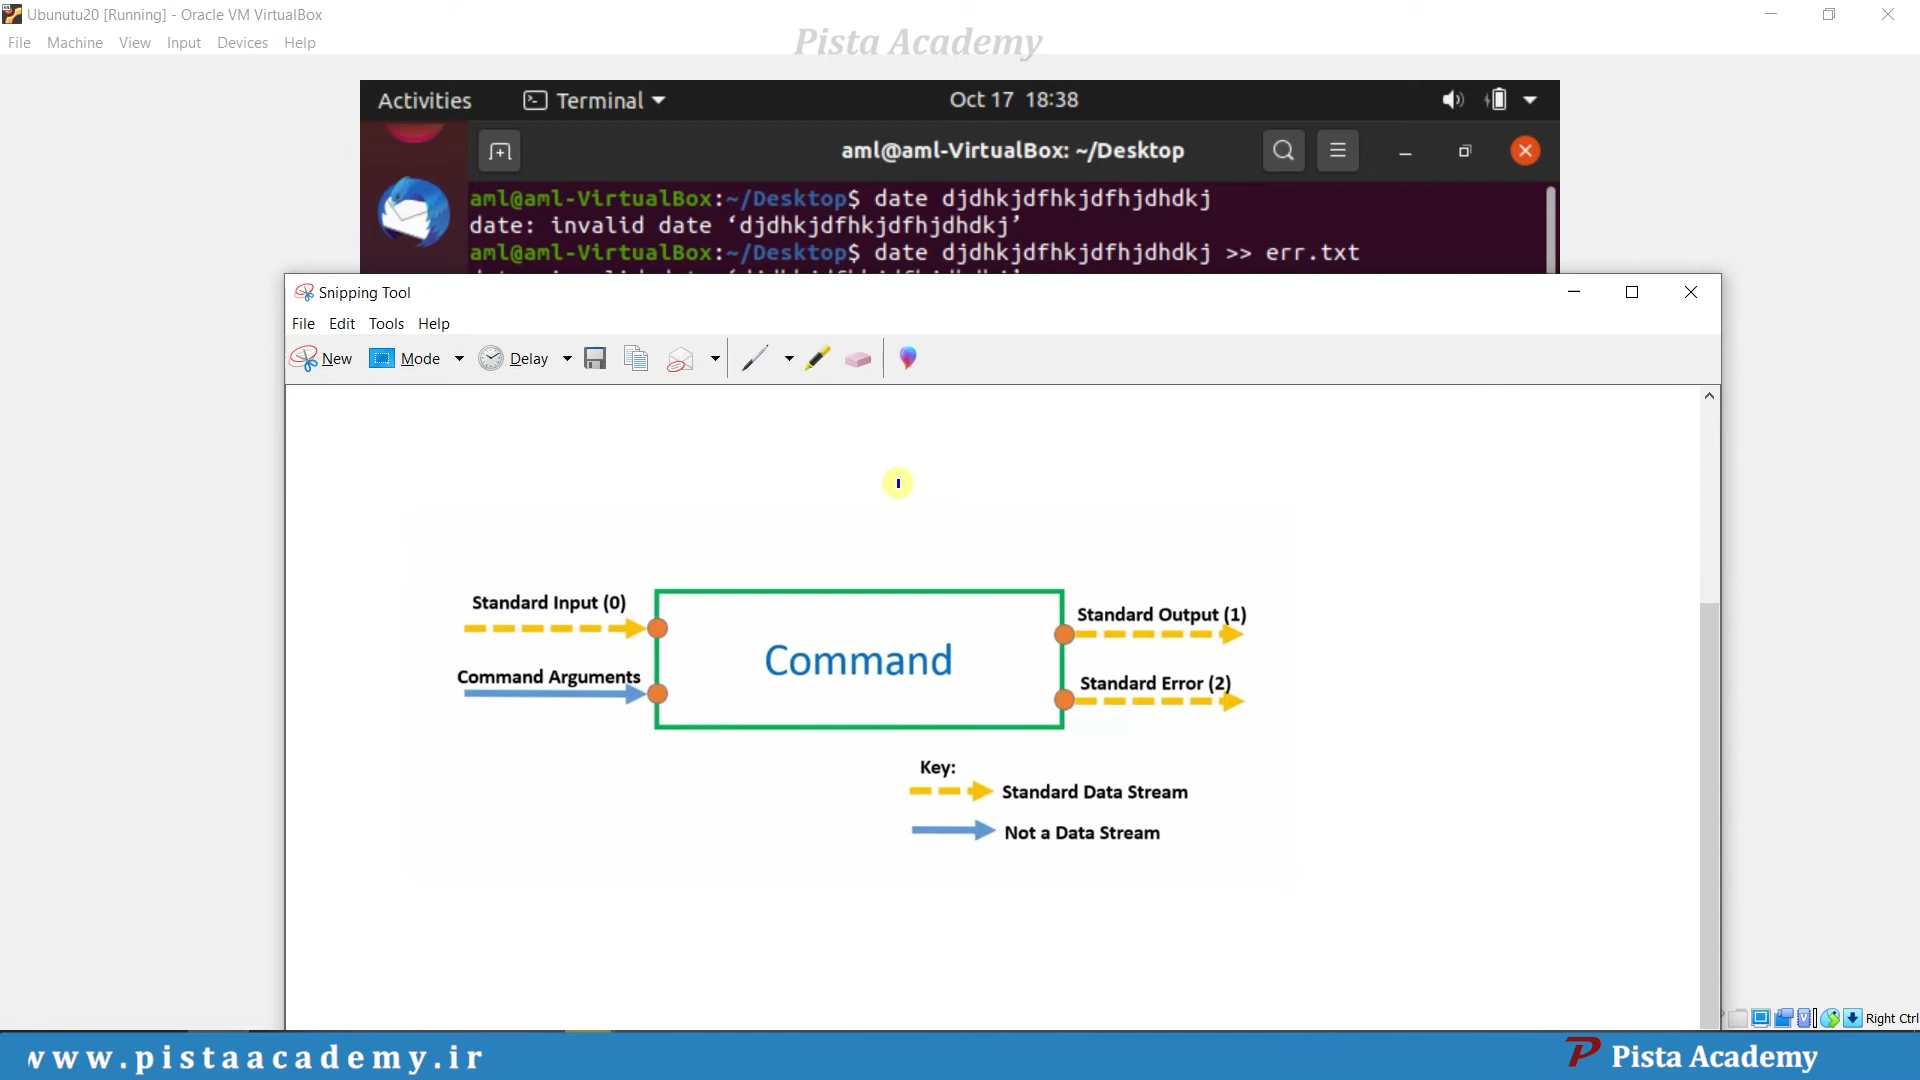 Ubunutu20 [Running] - Oracle VM VirtualBox
File Machine View Input Devices Help
Pista Academy
Activities Terminal Oct 17 18:38
aml@aml-VirtualBox: ~/Desktop
aml@aml-VirtualBox:~/Desktop$ date djdhkjdfhkjdfhjdhdkj
date: invalid date ‘djdhkjdfhkjdfhjdhdkj’
aml@aml-VirtualBox:~/Desktop$ date djdhkjdfhkjdfhjdhdkj >> err.txt
Snipping Tool
File Edit Tools Help
New Mode Delay
Standard Input (0)
Command Arguments
Command
Standard Output (1)
Standard Error (2)
Key:
Standard Data Stream
Not a Data Stream
Right Ctrl
www.pistaacademy.ir
Pista Academy